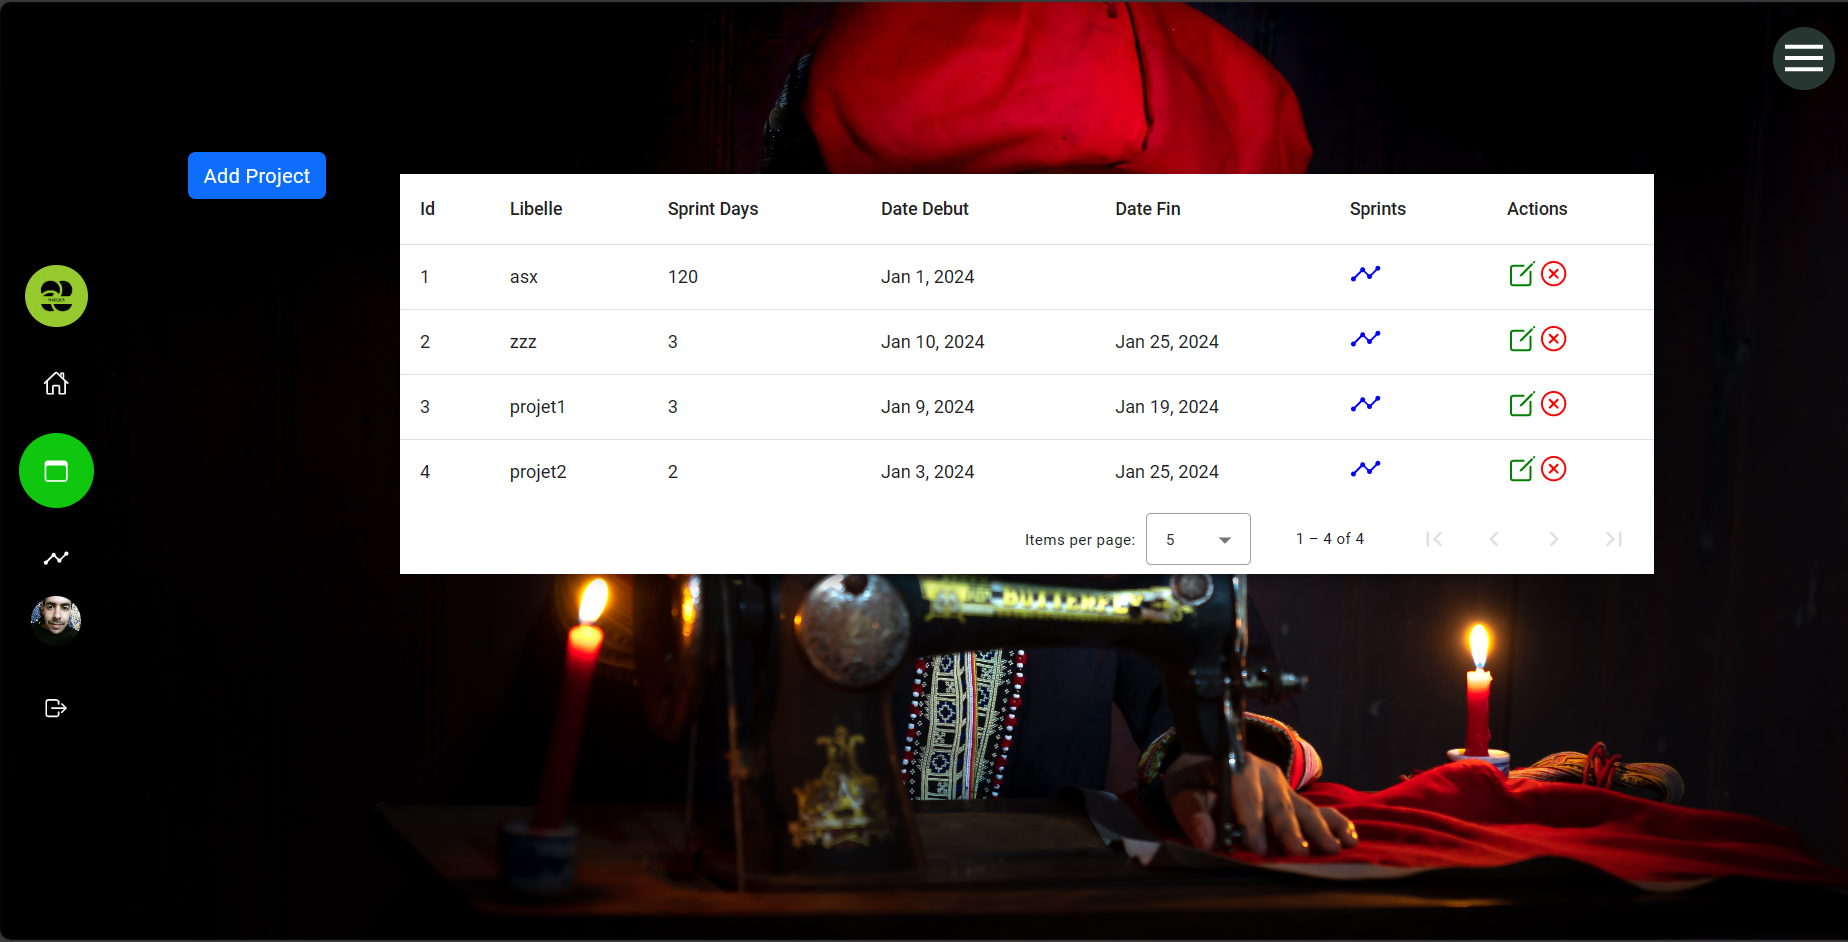 Add Project
Id Libelle Sprint Days Date Debut Date Fin Sprints Actions
1 asx 120 Jan 1, 2024
2 zzz 3 Jan 10, 2024 Jan 25, 2024
3 projet1 3 Jan 9, 2024 Jan 19, 2024
4 projet2 2 Jan 3, 2024 Jan 25, 2024
Items per page: 5 1 – 4 of 4
BUTTERFLY